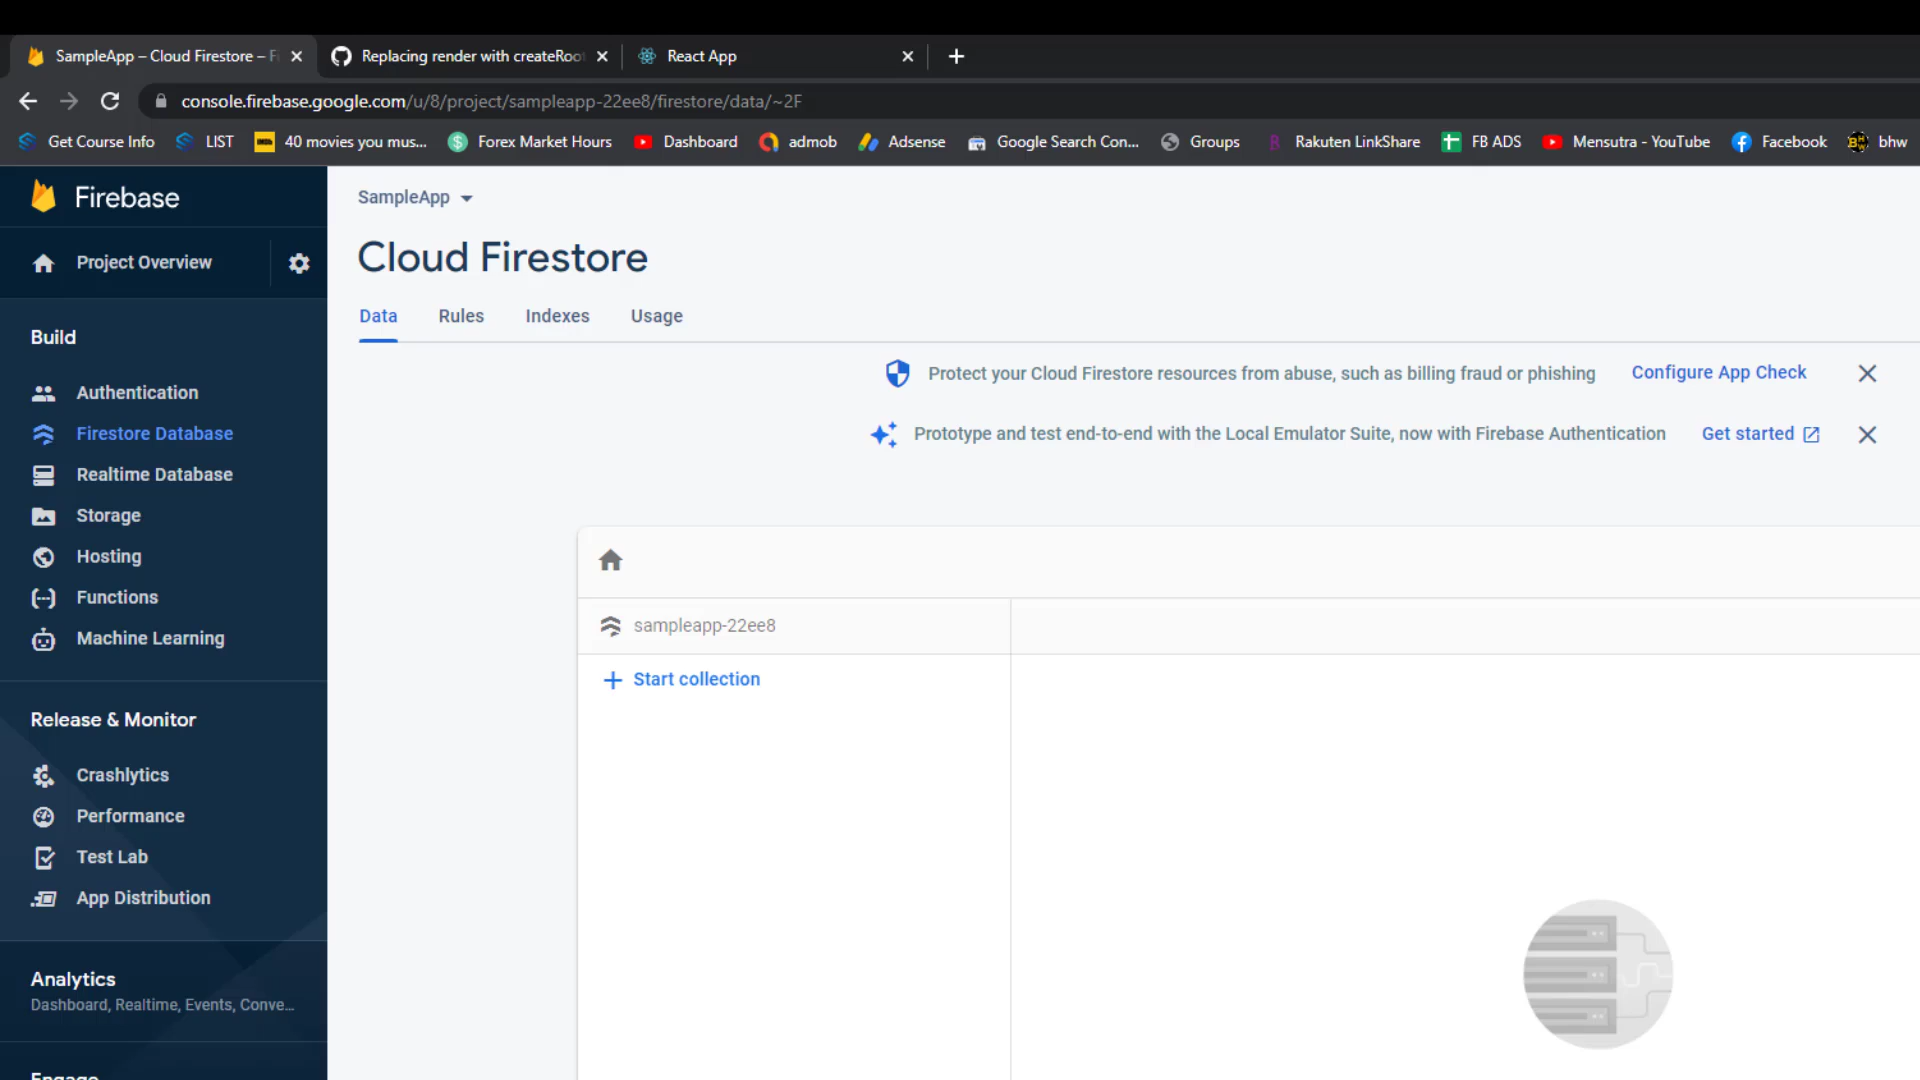 SampleApp – Cloud Firestore – F
Replacing render with createRoo
React App
console.firebase.google.com/u/8/project/sampleapp-22ee8/firestore/data/~2F
Get Course Info
LIST
40 movies you mus...
Forex Market Hours
Dashboard
admob
Adsense
Google Search Con...
Groups
Rakuten LinkShare
FB ADS
Mensutra - YouTube
Facebook
bhw
Firebase
Project Overview
Build
Authentication
Firestore Database
Realtime Database
Storage
Hosting
Functions
Machine Learning
Release & Monitor
Crashlytics
Performance
Test Lab
App Distribution
Analytics
Dashboard, Realtime, Events, Conve...
Engage
SampleApp
Cloud Firestore
Data
Rules
Indexes
Usage
Protect your Cloud Firestore resources from abuse, such as billing fraud or phishing
Configure App Check
Prototype and test end-to-end with the Local Emulator Suite, now with Firebase Authentication
Get started
sampleapp-22ee8
Start collection